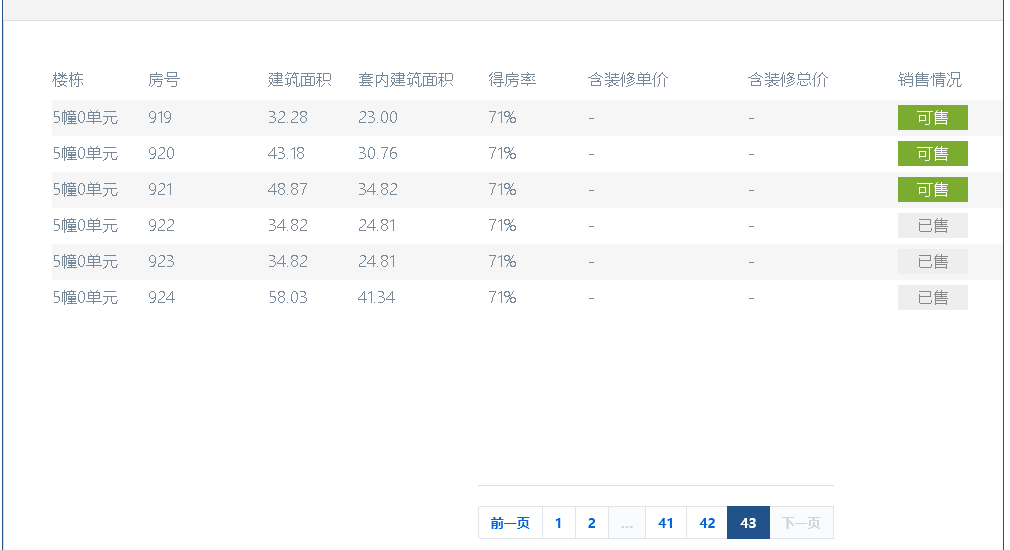 楼栋 房号 建筑面积 套内建筑面积 得房率 含装修单价 含装修总价 销售情况
5幢0单元 919 32.28 23.00 71% - - 可售
5幢0单元 920 43.18 30.76 71% - - 可售
5幢0单元 921 48.87 34.82 71% - - 可售
5幢0单元 922 34.82 24.81 71% - - 已售
5幢0单元 923 34.82 24.81 71% - - 已售
5幢0单元 924 58.03 41.34 71% - - 已售
前一页 1 2 ... 41 42 43 下一页